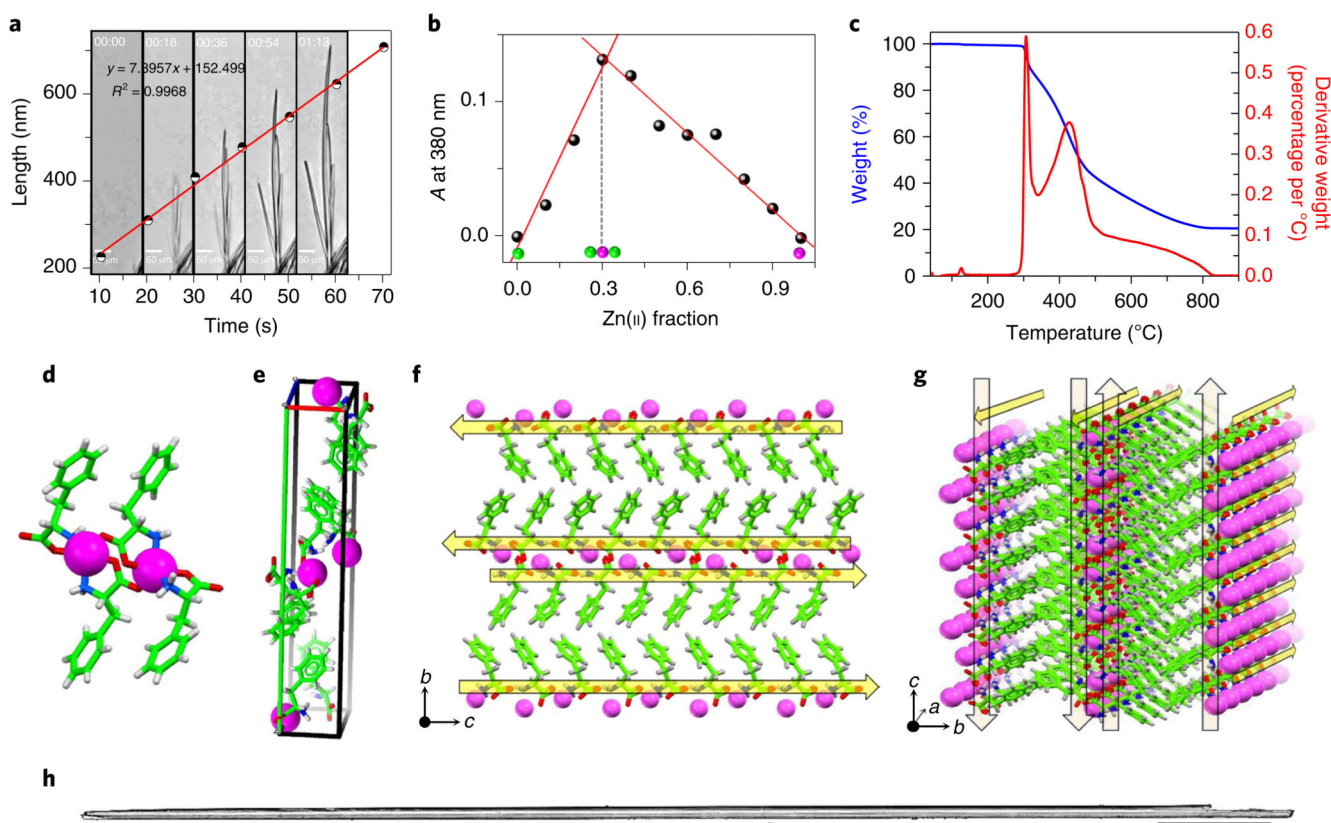 a
00:00
00:18
00:36
00:54
01:13
y = 7.8957x + 152.499
R² = 0.9968
Length (nm)
600
400
200
50 µm
50 µm
50 µm
50 µm
50 µm
10
20
30
40
50
60
70
Time (s)
b
A at 380 nm
0.1
0.0
0.0
0.3
0.6
0.9
Zn(II) fraction
c
Weight (%)
100
80
60
40
20
0
200
400
600
800
Temperature (°C)
0.6
0.5
0.4
0.3
0.2
0.1
0.0
Derivative weight
(percentage per °C)
d
e
f
b
c
g
c
a
b
h